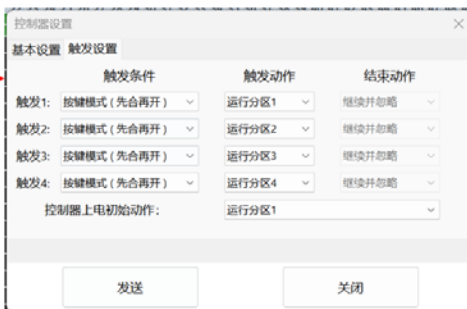 控制器设置
基本设置 触发设置
触发条件 触发动作 结束动作
触发1: 按键模式（先合再开） 运行分区1 继续并忽略
触发2: 按键模式（先合再开） 运行分区2 继续并忽略
触发3: 按键模式（先合再开） 运行分区3 继续并忽略
触发4: 按键模式（先合再开） 运行分区4 继续并忽略
控制器上电初始动作: 运行分区1
发送 关闭